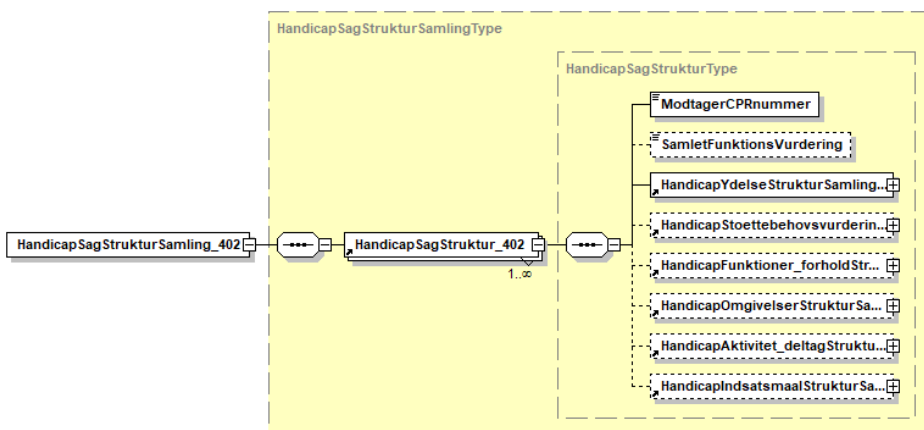 HandicapSagStrukturSamlingType
HandicapSagStrukturType
ModtagerCPRnummer
SamletFunktionsVurdering
HandicapYdelseStrukturSamling...
HandicapStoettebehovsvurderin...
HandicapSagStrukturSamling_402
HandicapSagStruktur_402
1..∞
HandicapFunktioner_forholdStr...
HandicapOmgivelserStrukturSa...
HandicapAktivitet_deltagStruktu...
HandicapIndsatsmaalStrukturSa...